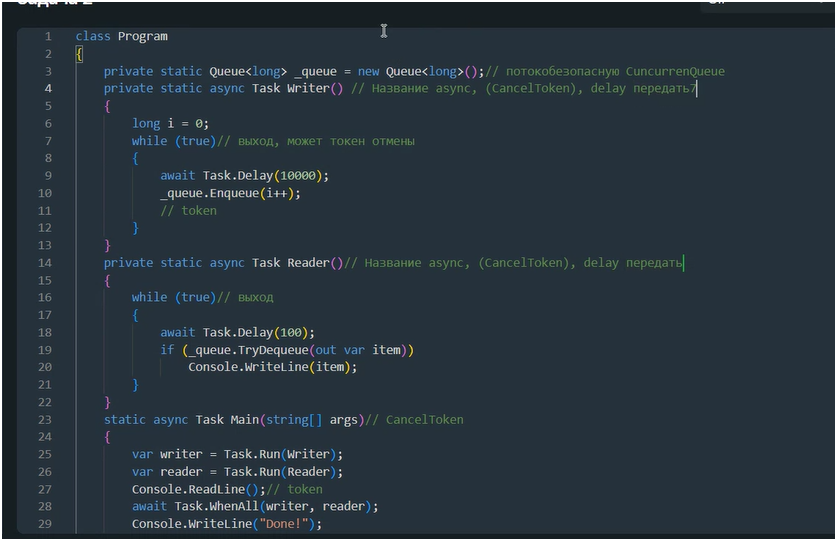 Задача 2
1 class Program
2 {
3 private static Queue<long> _queue = new Queue<long>();// потокобезопасную CuncurrenQueue
4 private static async Task Writer() // Название async, (CancelToken), delay передать7
5 {
6 long i = 0;
7 while (true)// выход, может токен отмены
8 {
9 await Task.Delay(10000);
10 _queue.Enqueue(i++);
11 // token
12 }
13 }
14 private static async Task Reader()// Название async, (CancelToken), delay передать
15 {
16 while (true)// выход
17 {
18 await Task.Delay(100);
19 if (_queue.TryDequeue(out var item))
20 Console.WriteLine(item);
21 }
22 }
23 static async Task Main(string[] args)// CancelToken
24 {
25 var writer = Task.Run(Writer);
26 var reader = Task.Run(Reader);
27 Console.ReadLine();// token
28 await Task.WhenAll(writer, reader);
29 Console.WriteLine("Done!");